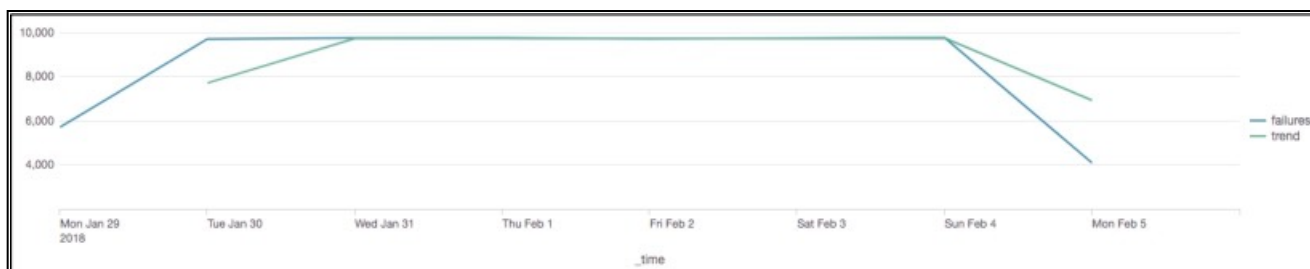 10,000
8,000
6,000
4,000
failures
trend
Mon Jan 29 Tue Jan 30 Wed Jan 31 Thu Feb 1 Fri Feb 2 Sat Feb 3 Sun Feb 4 Mon Feb 5
2018
_time